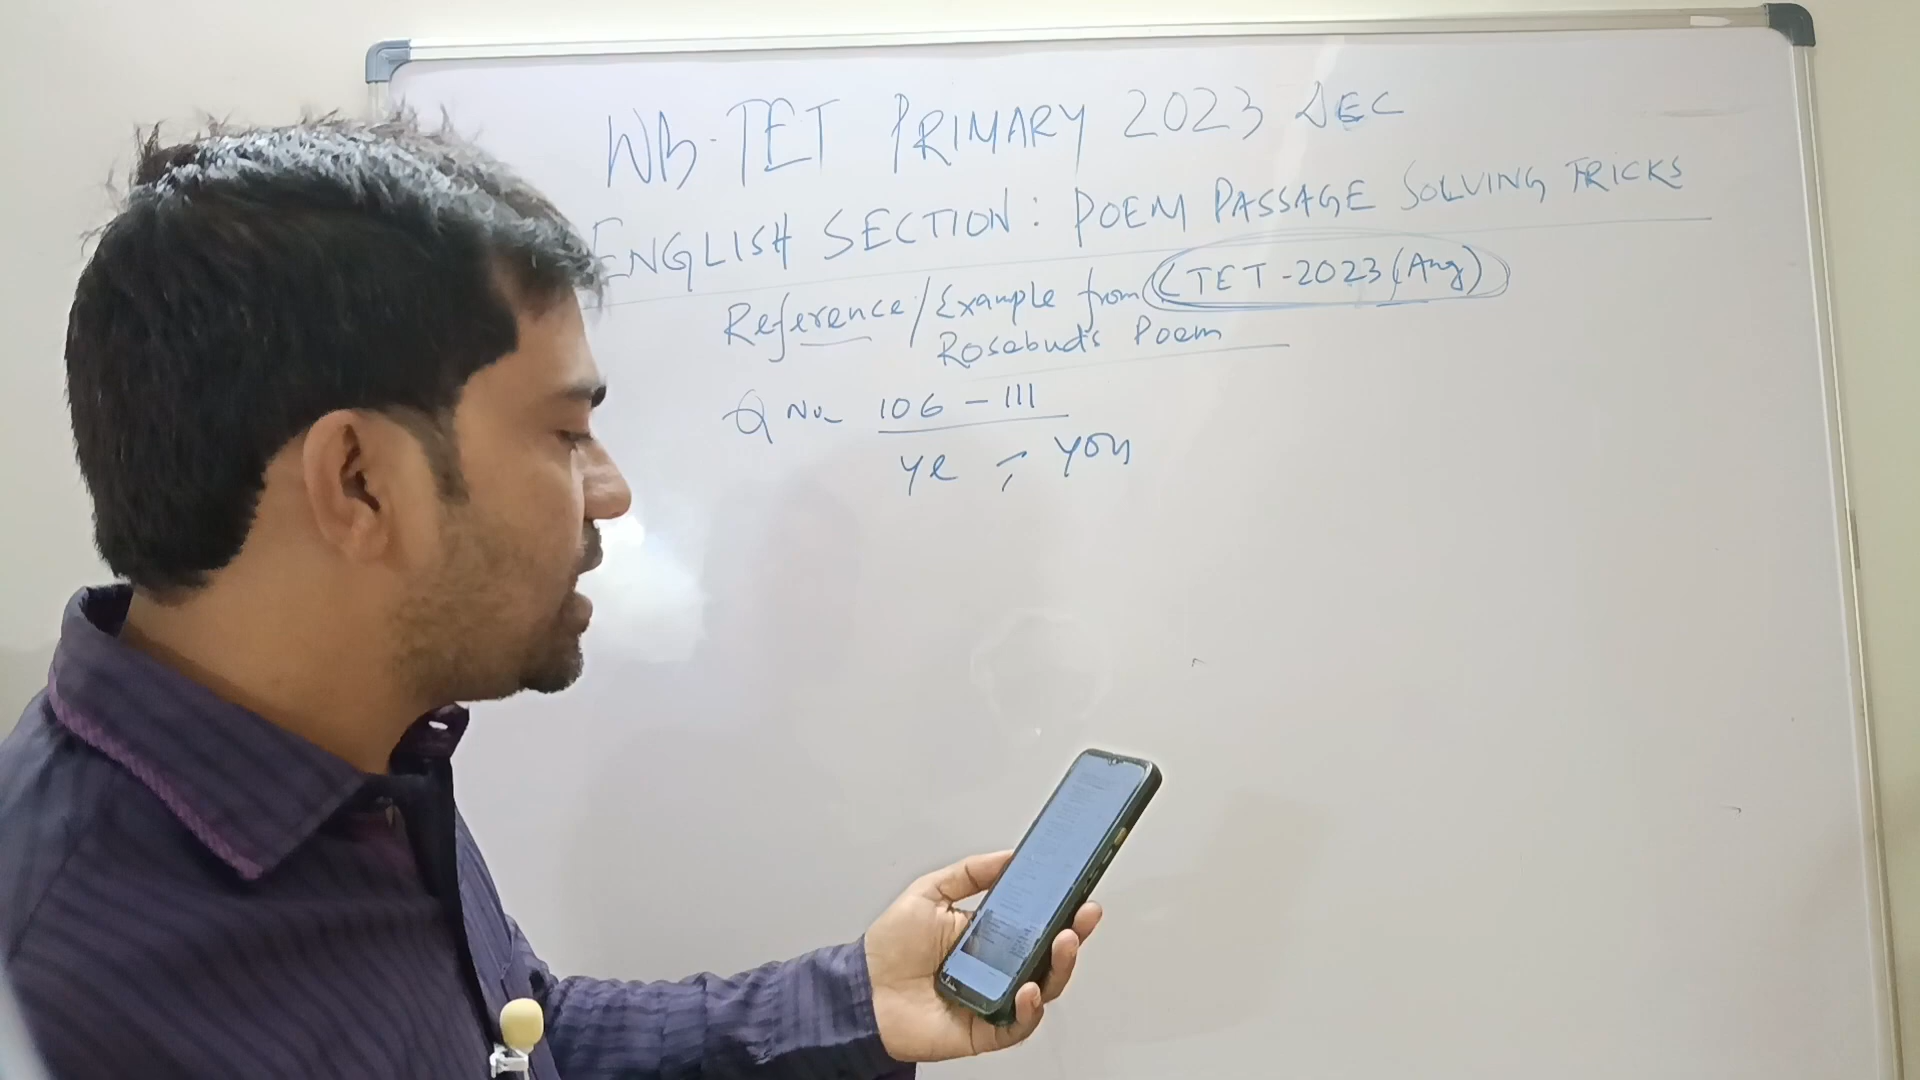 WB-TET PRIMARY 2023 DEC
ENGLISH SECTION: POEM PASSAGE SOLVING TRICKS
Reference/Example from CTET-2023(Aug)
Rosebuds Poem
Q No 106-111
ye = you